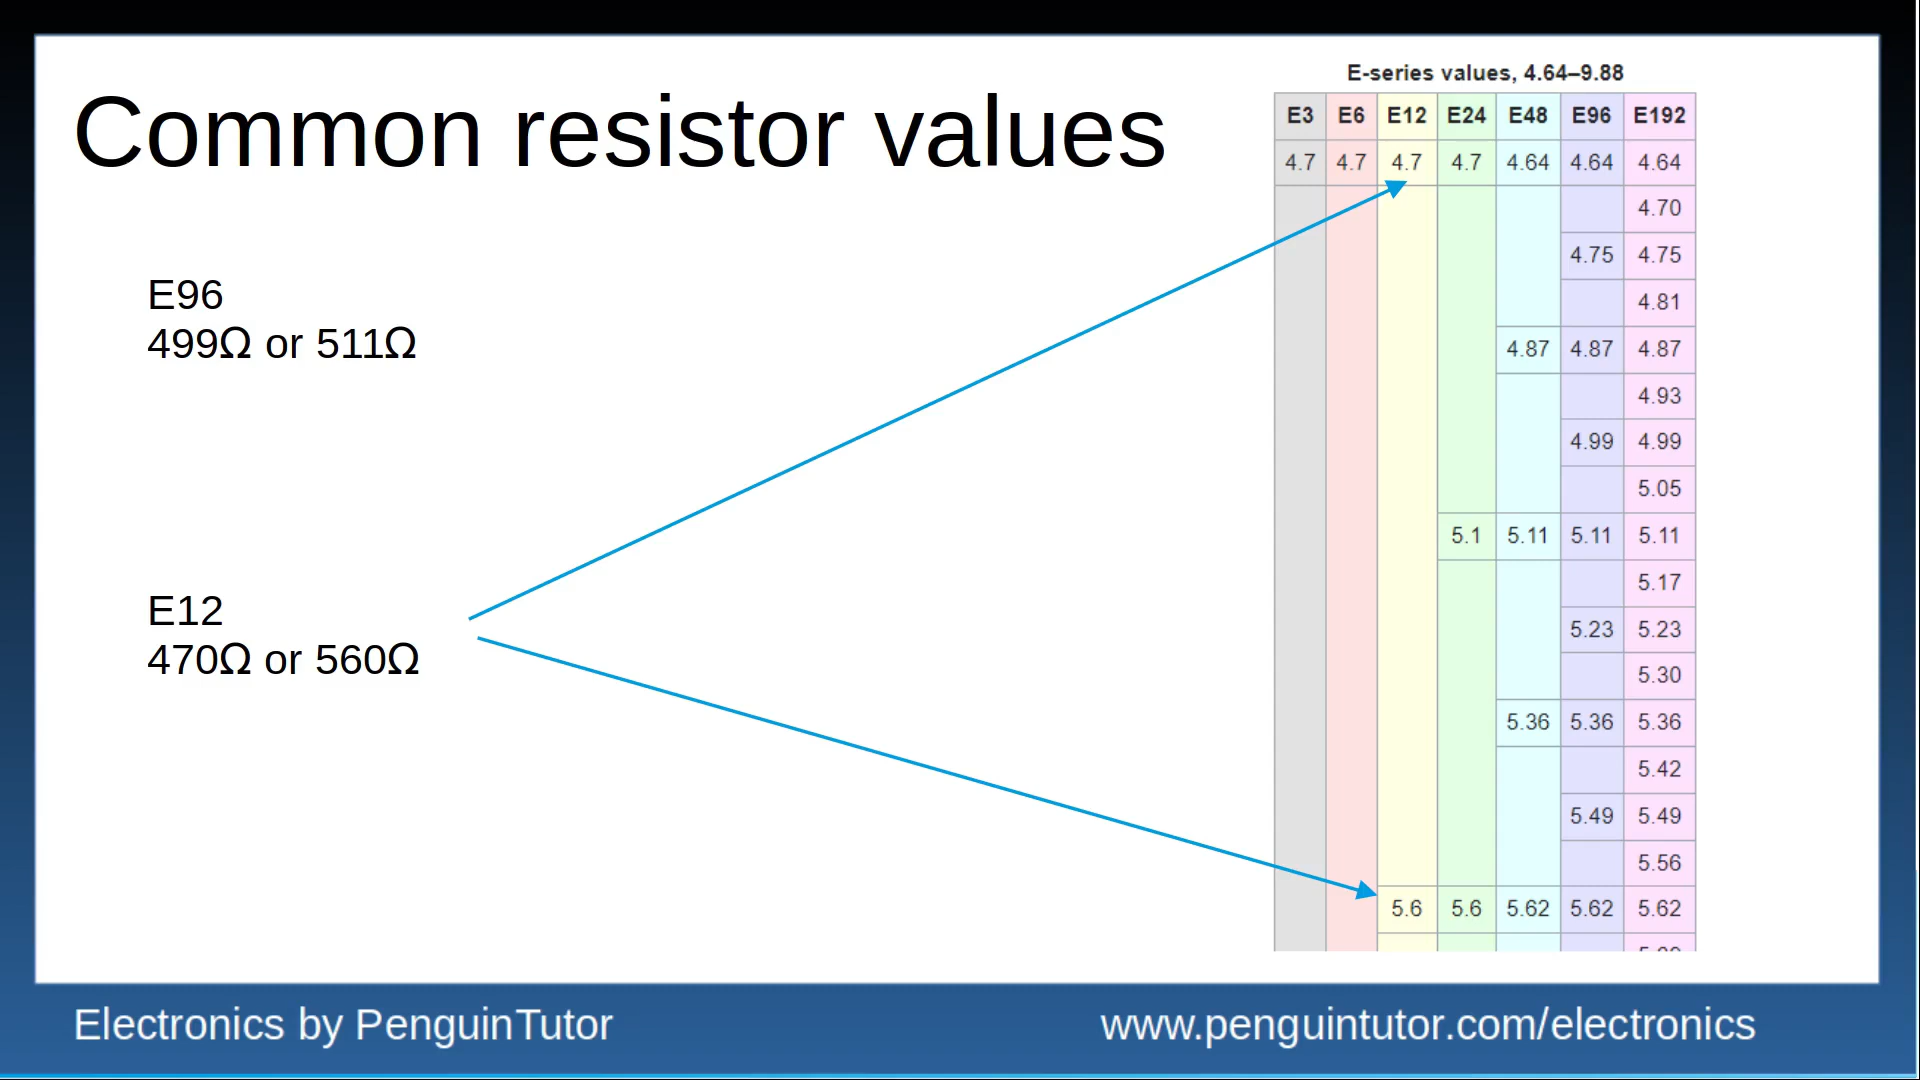 Common resistor values
E96
499Ω or 511Ω
E12
470Ω or 560Ω
E-series values, 4.64–9.88
E3 E6 E12 E24 E48 E96 E192
4.7 4.7 4.7 4.7 4.64 4.64 4.64
4.70
4.75 4.75
4.81
4.87 4.87 4.87
4.93
4.99 4.99
5.05
5.1 5.11 5.11 5.11
5.17
5.23 5.23
5.30
5.36 5.36 5.36
5.42
5.49 5.49
5.56
5.6 5.6 5.62 5.62 5.62
Electronics by PenguinTutor
www.penguintutor.com/electronics